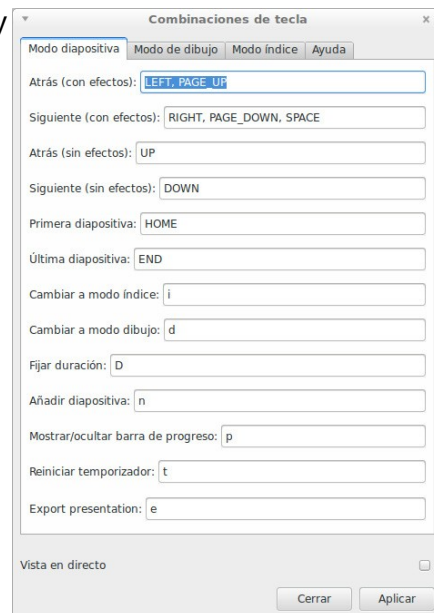 Combinaciones de tecla
Modo diapositiva Modo de dibujo Modo índice Ayuda
Atrás (con efectos): LEFT, PAGE_UP
Siguiente (con efectos): RIGHT, PAGE_DOWN, SPACE
Atrás (sin efectos): UP
Siguiente (sin efectos): DOWN
Primera diapositiva: HOME
Última diapositiva: END
Cambiar a modo índice: i
Cambiar a modo dibujo: d
Fijar duración: D
Añadir diapositiva: n
Mostrar/ocultar barra de progreso: p
Reiniciar temporizador: t
Export presentation: e
Vista en directo
Cerrar Aplicar